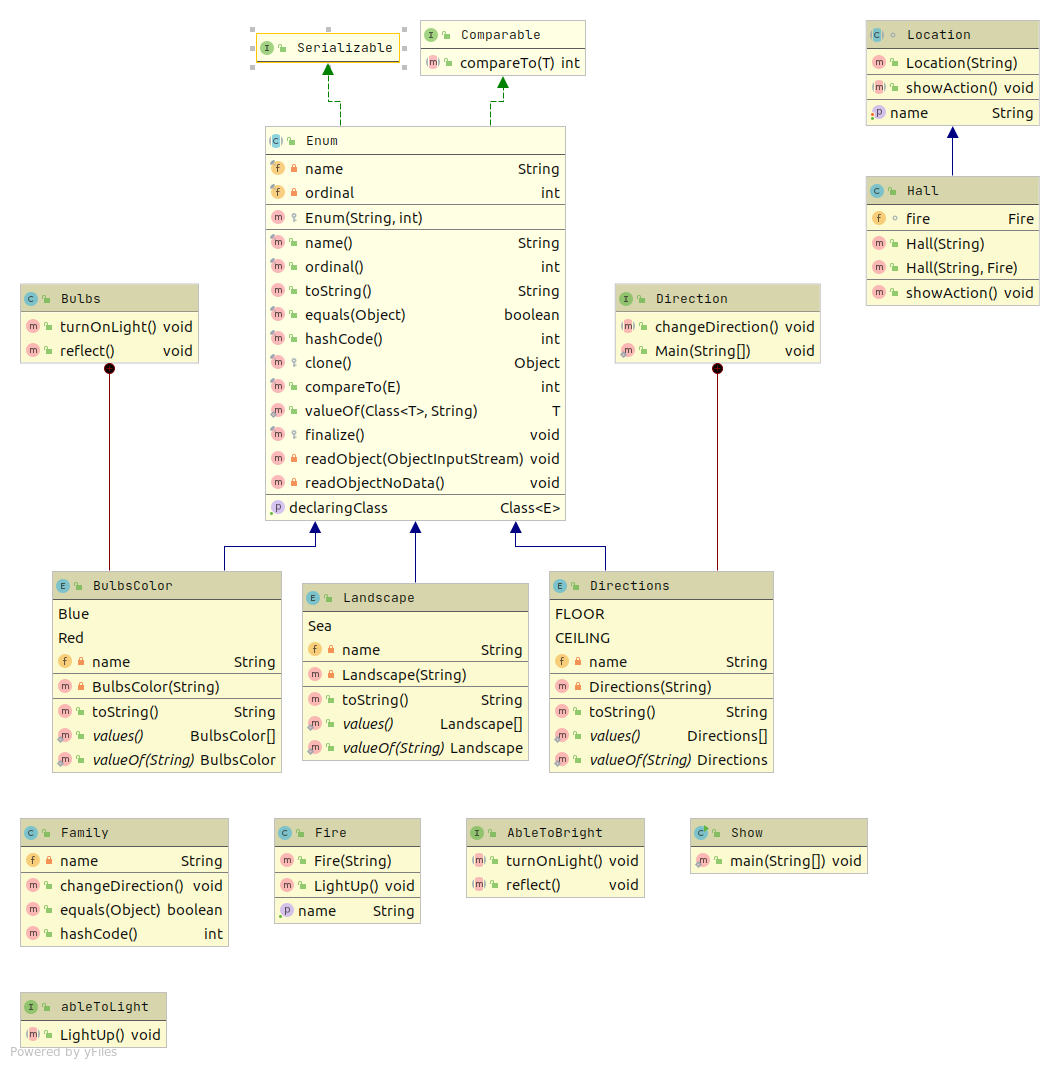 Serializable
Comparable
compareTo(T) int
Location
Location(String)
showAction() void
name String
Enum
name String
ordinal int
Enum(String, int)
name() String
ordinal() int
toString() String
equals(Object) boolean
hashCode() int
clone() Object
compareTo(E) int
valueOf(Class<T>, String) T
finalize() void
readObject(ObjectInputStream) void
readObjectNoData() void
declaringClass Class<E>
Hall
fire Fire
Hall(String)
Hall(String, Fire)
showAction() void
Bulbs
turnOnLight() void
reflect() void
Direction
changeDirection() void
Main(String[]) void
BulbsColor
Blue
Red
name String
BulbsColor(String)
toString() String
values() BulbsColor[]
valueOf(String) BulbsColor
Landscape
Sea
name String
Landscape(String)
toString() String
values() Landscape[]
valueOf(String) Landscape
Directions
FLOOR
CEILING
name String
Directions(String)
toString() String
values() Directions[]
valueOf(String) Directions
Family
name String
changeDirection() void
equals(Object) boolean
hashCode() int
Fire
Fire(String)
LightUp() void
name String
AbleToBright
turnOnLight() void
reflect() void
Show
main(String[]) void
ableToLight
LightUp() void
Powered by yFiles